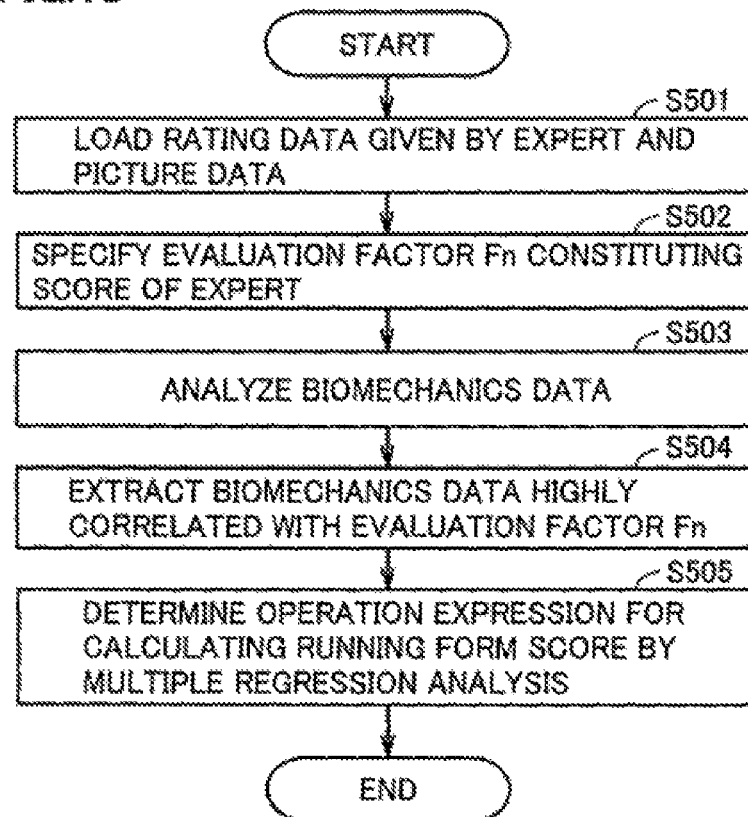 START
S501
LOAD RATING DATA GIVEN BY EXPERT AND
PICTURE DATA
S502
SPECIFY EVALUATION FACTOR Fn CONSTITUTING
SCORE OF EXPERT
S503
ANALYZE BIOMECHANICS DATA
S504
EXTRACT BIOMECHANICS DATA HIGHLY
CORRELATED WITH EVALUATION FACTOR Fn
S505
DETERMINE OPERATION EXPRESSION FOR
CALCULATING RUNNING FORM SCORE BY
MULTIPLE REGRESSION ANALYSIS
END